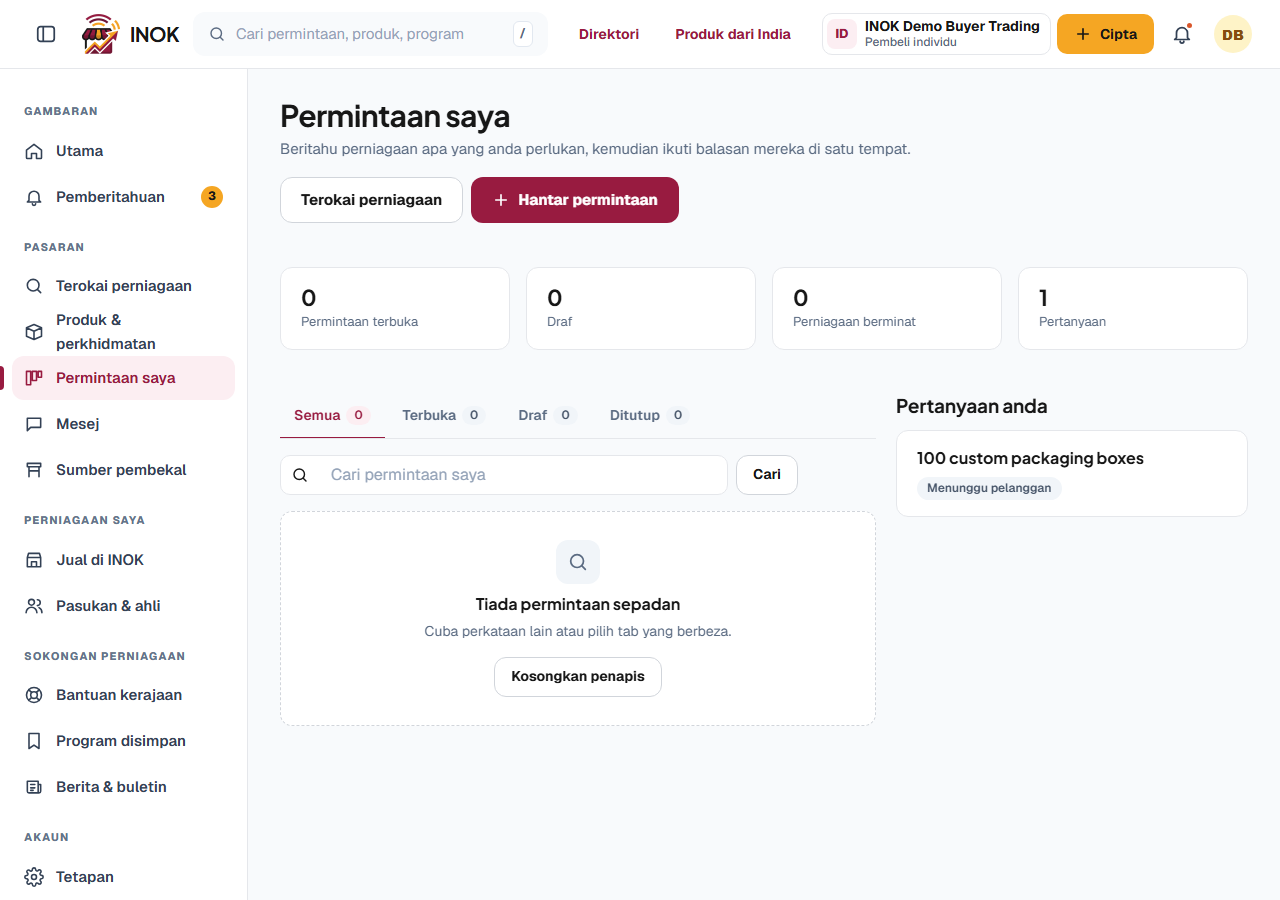 INOK
Cari permintaan, produk, program
/
Direktori
Produk dari India
ID
INOK Demo Buyer Trading
Pembeli individu
Cipta
DB
GAMBARAN
Utama
Pemberitahuan
3
PASARAN
Terokai perniagaan
Produk &
perkhidmatan
Permintaan saya
Mesej
Sumber pembekal
PERNIAGAAN SAYA
Jual di INOK
Pasukan & ahli
SOKONGAN PERNIAGAAN
Bantuan kerajaan
Program disimpan
Berita & buletin
AKAUN
Tetapan
Permintaan saya
Beritahu perniagaan apa yang anda perlukan, kemudian ikuti balasan mereka di satu tempat.
Terokai perniagaan
Hantar permintaan
0
Permintaan terbuka
0
Draf
0
Perniagaan berminat
1
Pertanyaan
Semua 0
Terbuka 0
Draf 0
Ditutup 0
Cari permintaan saya
Cari
Tiada permintaan sepadan
Cuba perkataan lain atau pilih tab yang berbeza.
Kosongkan penapis
Pertanyaan anda
100 custom packaging boxes
Menunggu pelanggan